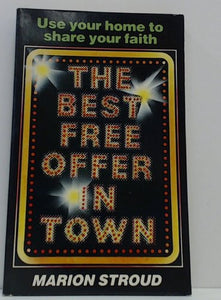 Use your home to
share your faith
THE
BEST
FREE
OFFER
IN
TOWN
MARION STROUD